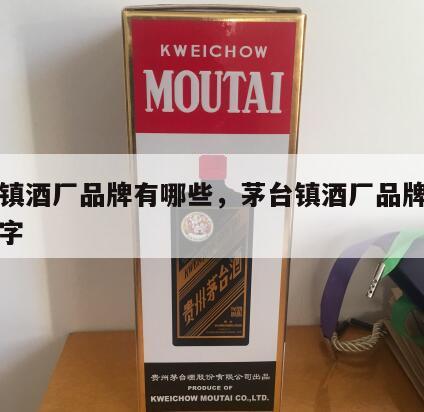 KWEICHOW
MOUTAI
镇酒厂品牌有哪些，茅台镇酒厂品牌
字
贵州茅台酒
贵州茅台酒股份有限公司出品
PRODUCE OF
KWEICHOW MOUTAI CO.,LTD.